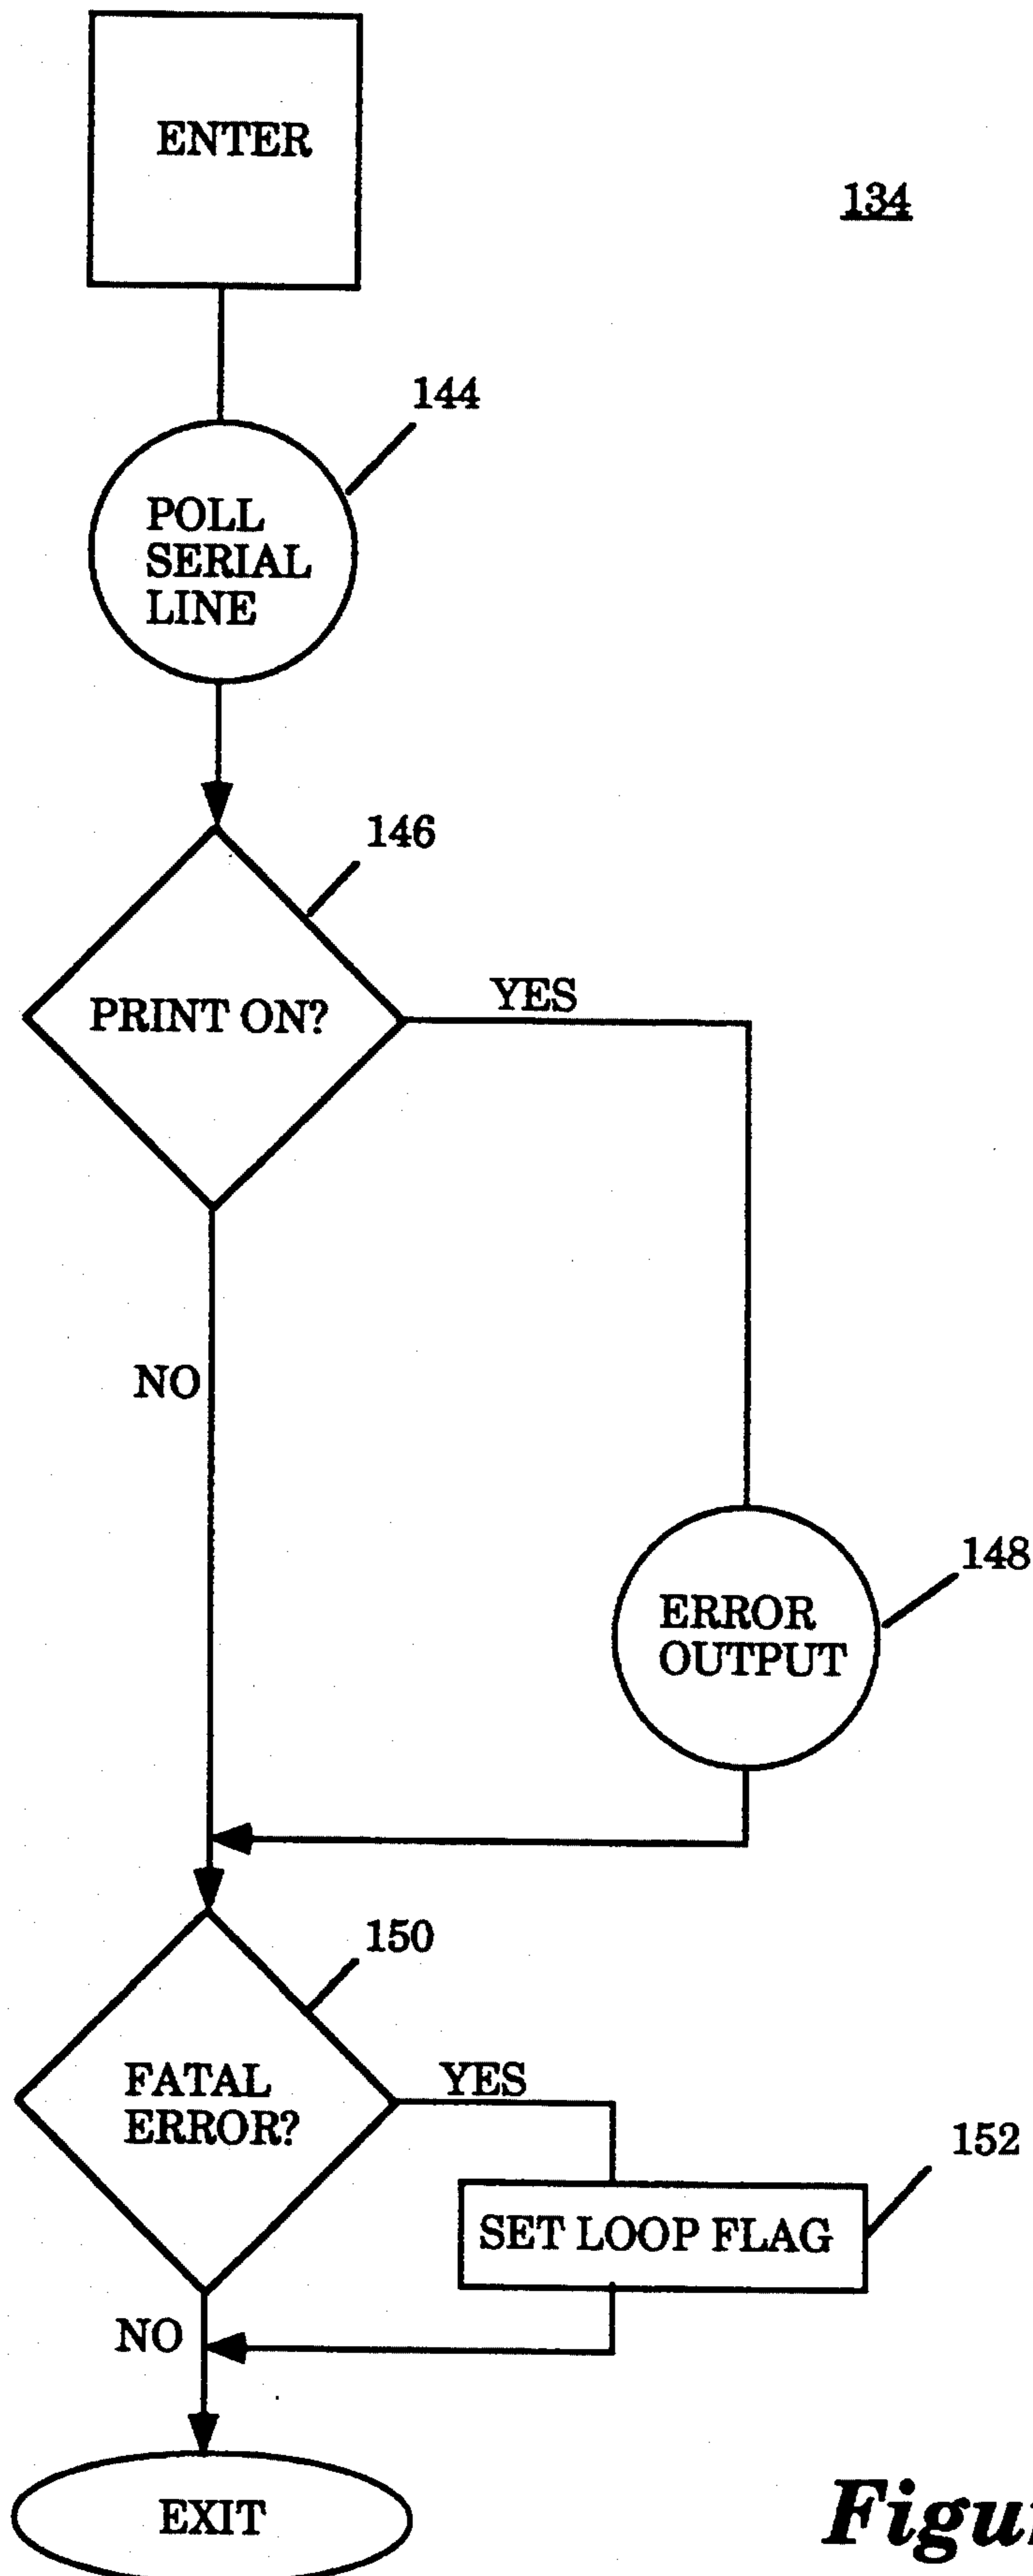 ENTER
134
144
POLL
SERIAL
LINE
146
PRINT ON?
YES
NO
148
ERROR
OUTPUT
150
FATAL
ERROR?
YES
152
SET LOOP FLAG
NO
EXIT